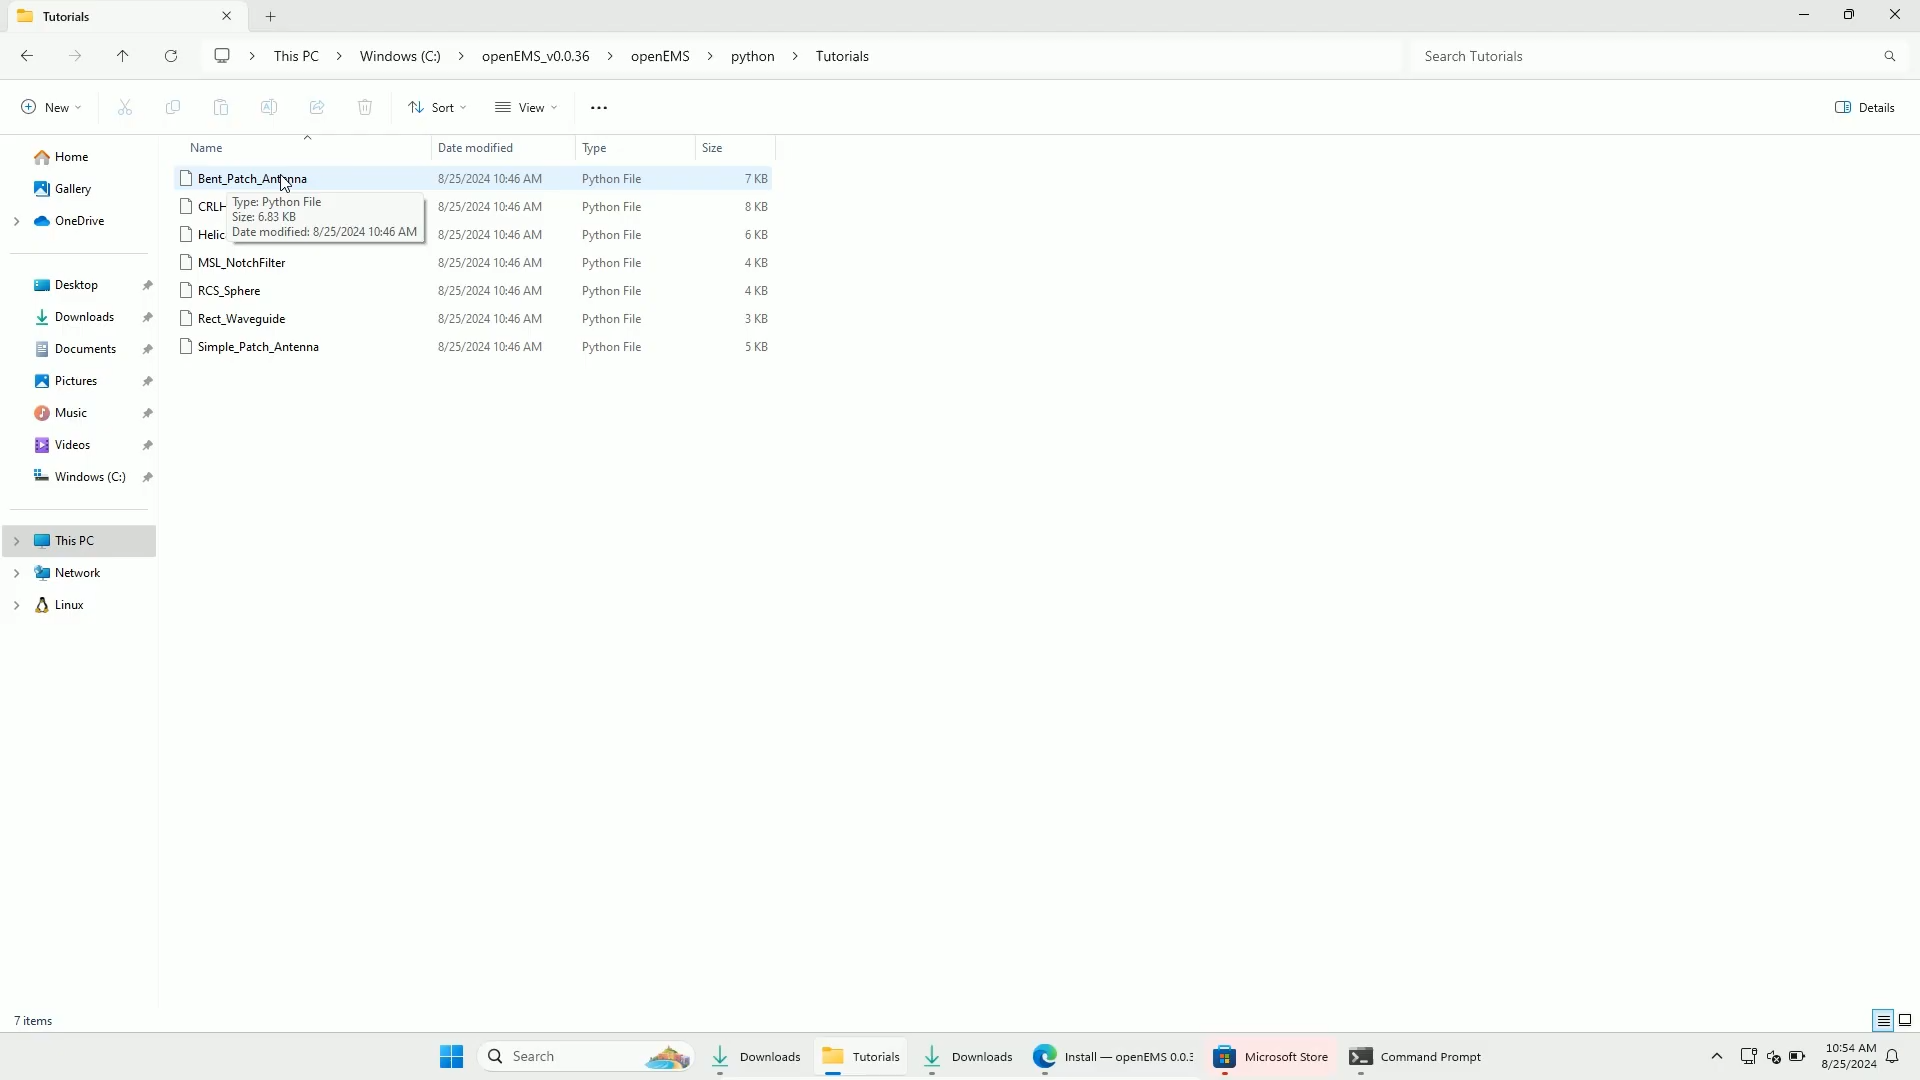 Tutorials
This PC
Windows (C:)
openEMS_v0.0.36
openEMS
python
Tutorials
Search Tutorials
New
Sort
View
Details
Name
Date modified
Type
Size
Home
Gallery
OneDrive
Desktop
Downloads
Documents
Pictures
Music
Videos
Windows (C:)
This PC
Network
Linux
Bent_Patch_Antenna 8/25/2024 10:46 AM Python File 7 KB
CRLH 8/25/2024 10:46 AM Python File 8 KB
Helic 8/25/2024 10:46 AM Python File 6 KB
MSL_NotchFilter 8/25/2024 10:46 AM Python File 4 KB
RCS_Sphere 8/25/2024 10:46 AM Python File 4 KB
Rect_Waveguide 8/25/2024 10:46 AM Python File 3 KB
Simple_Patch_Antenna 8/25/2024 10:46 AM Python File 5 KB
Type: Python File
Size: 6.83 KB
Date modified: 8/25/2024 10:46 AM
7 items
Search
Downloads
Tutorials
Downloads
Install — openEMS 0.0.3
Microsoft Store
Command Prompt
10:54 AM
8/25/2024